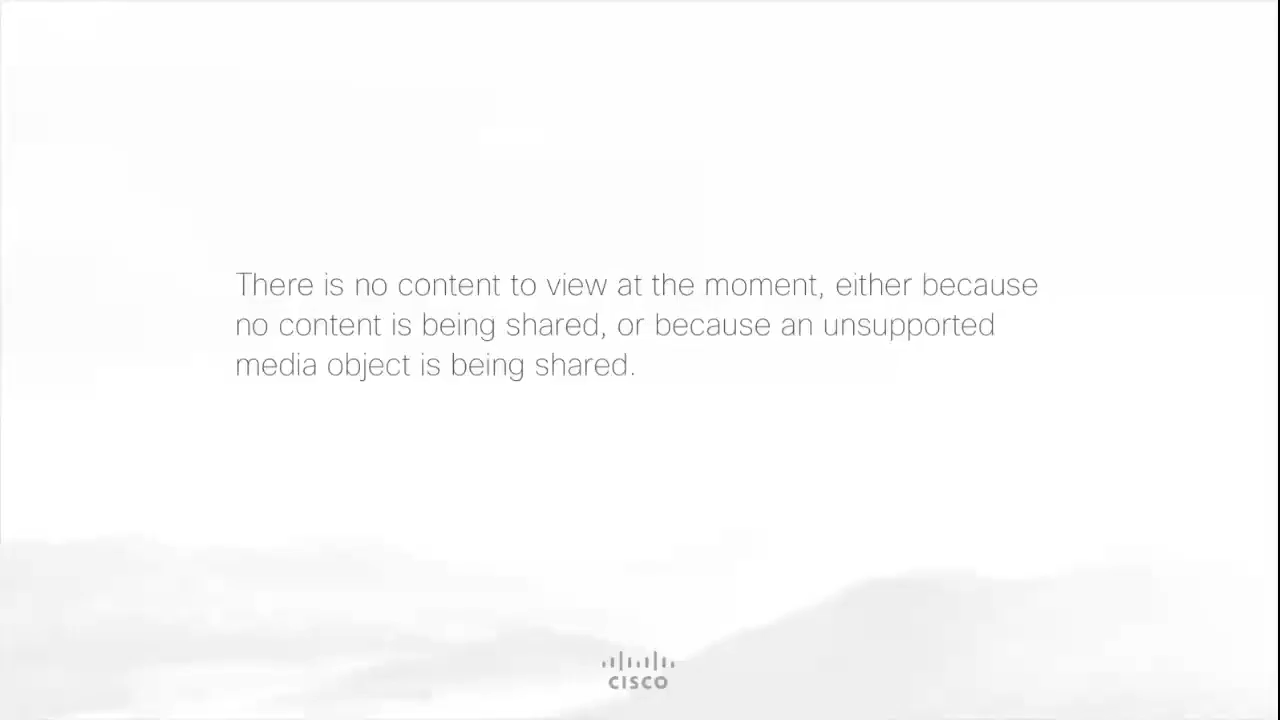 There is no content to view at the moment, either because
no content is being shared, or because an unsupported
media object is being shared.
CISCO